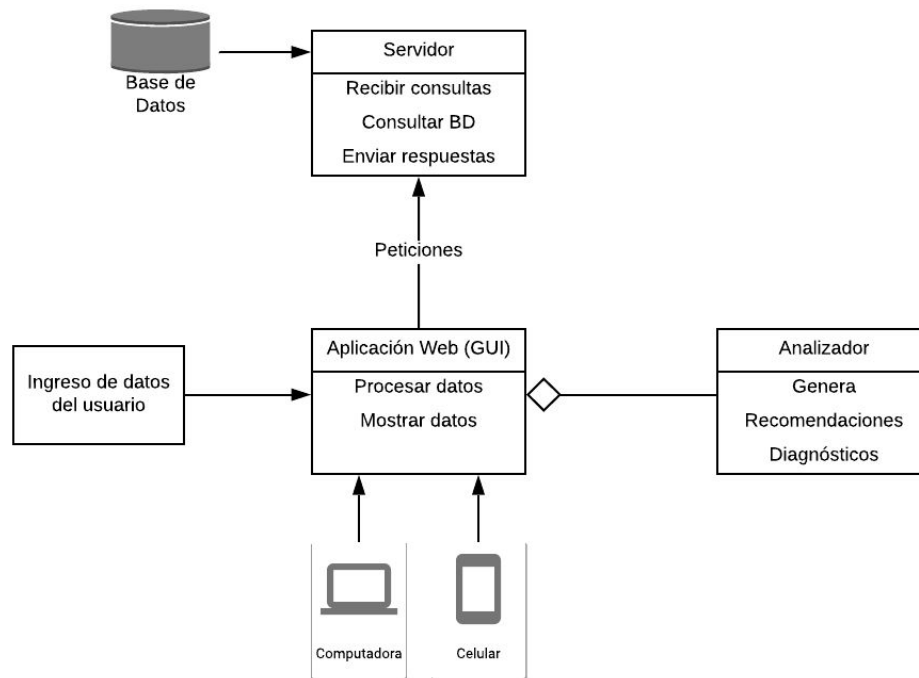 Base de
Datos
Servidor
Recibir consultas
Consultar BD
Enviar respuestas
Peticiones
Ingreso de datos
del usuario
Aplicación Web (GUI)
Procesar datos
Mostrar datos
Analizador
Genera
Recomendaciones
Diagnósticos
Computadora
Celular